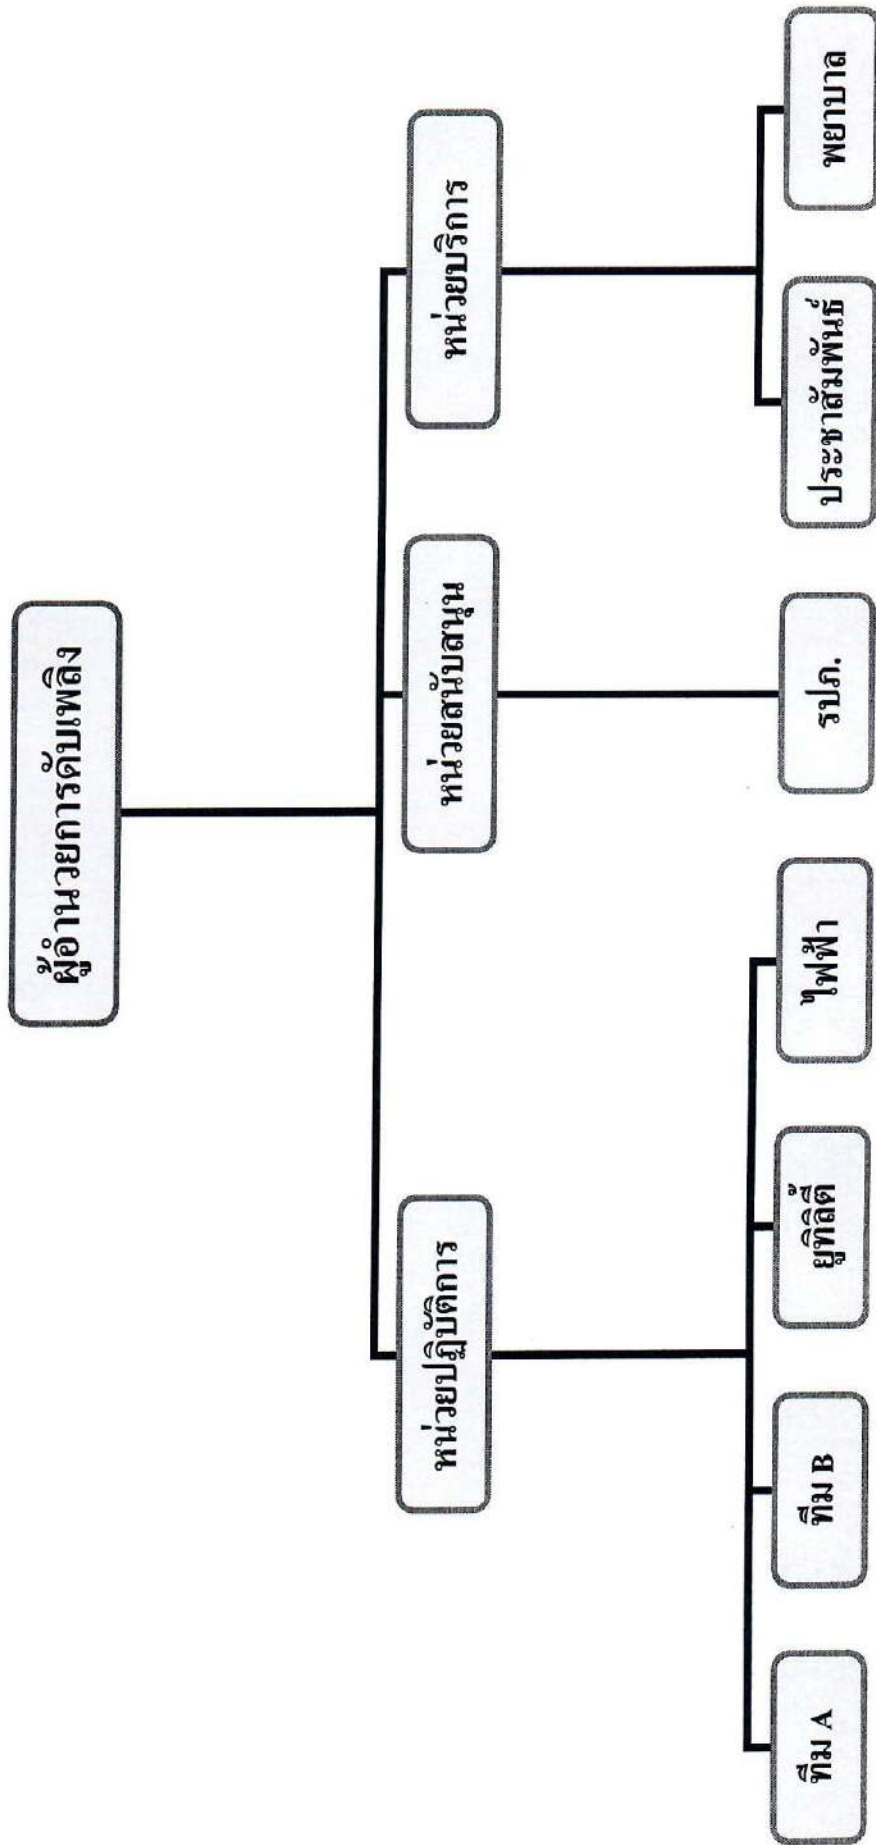 ผู้อำนวยการดับเพลิง
หน่วยปฏิบัติการ
หน่วยสนับสนุน
หน่วยบริการ
ทีม A
ทีม B
ยูทิลิตี้
ไฟฟ้า
รปภ.
ประชาสัมพันธ์
พยาบาล